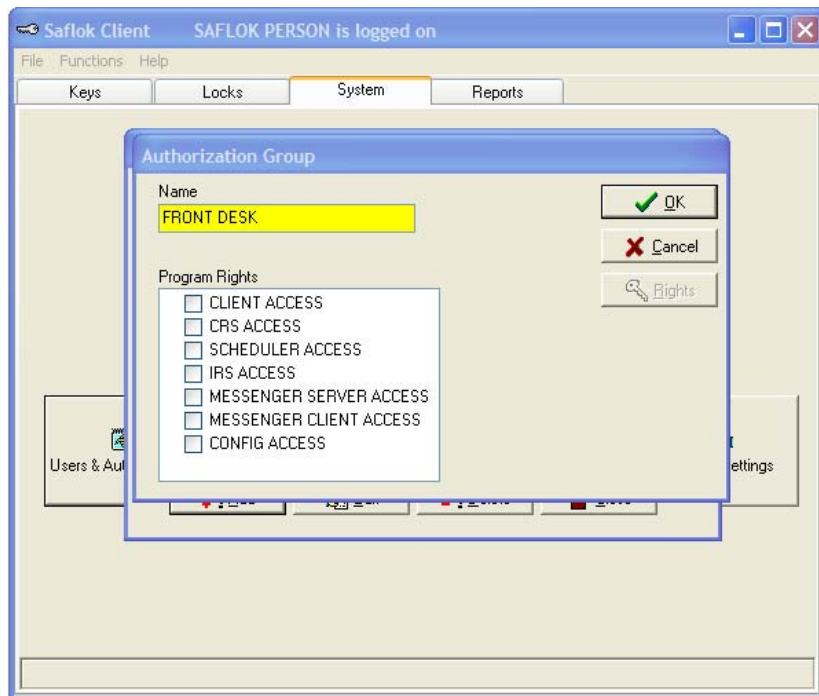 Saflok Client SAFLOK PERSON is logged on
File Functions Help
Keys Locks System Reports
Authorization Group
Name
FRONT DESK
OK
Cancel
Rights
Program Rights
CLIENT ACCESS
CRS ACCESS
SCHEDULER ACCESS
IRS ACCESS
MESSENGER SERVER ACCESS
MESSENGER CLIENT ACCESS
CONFIG ACCESS
Users &